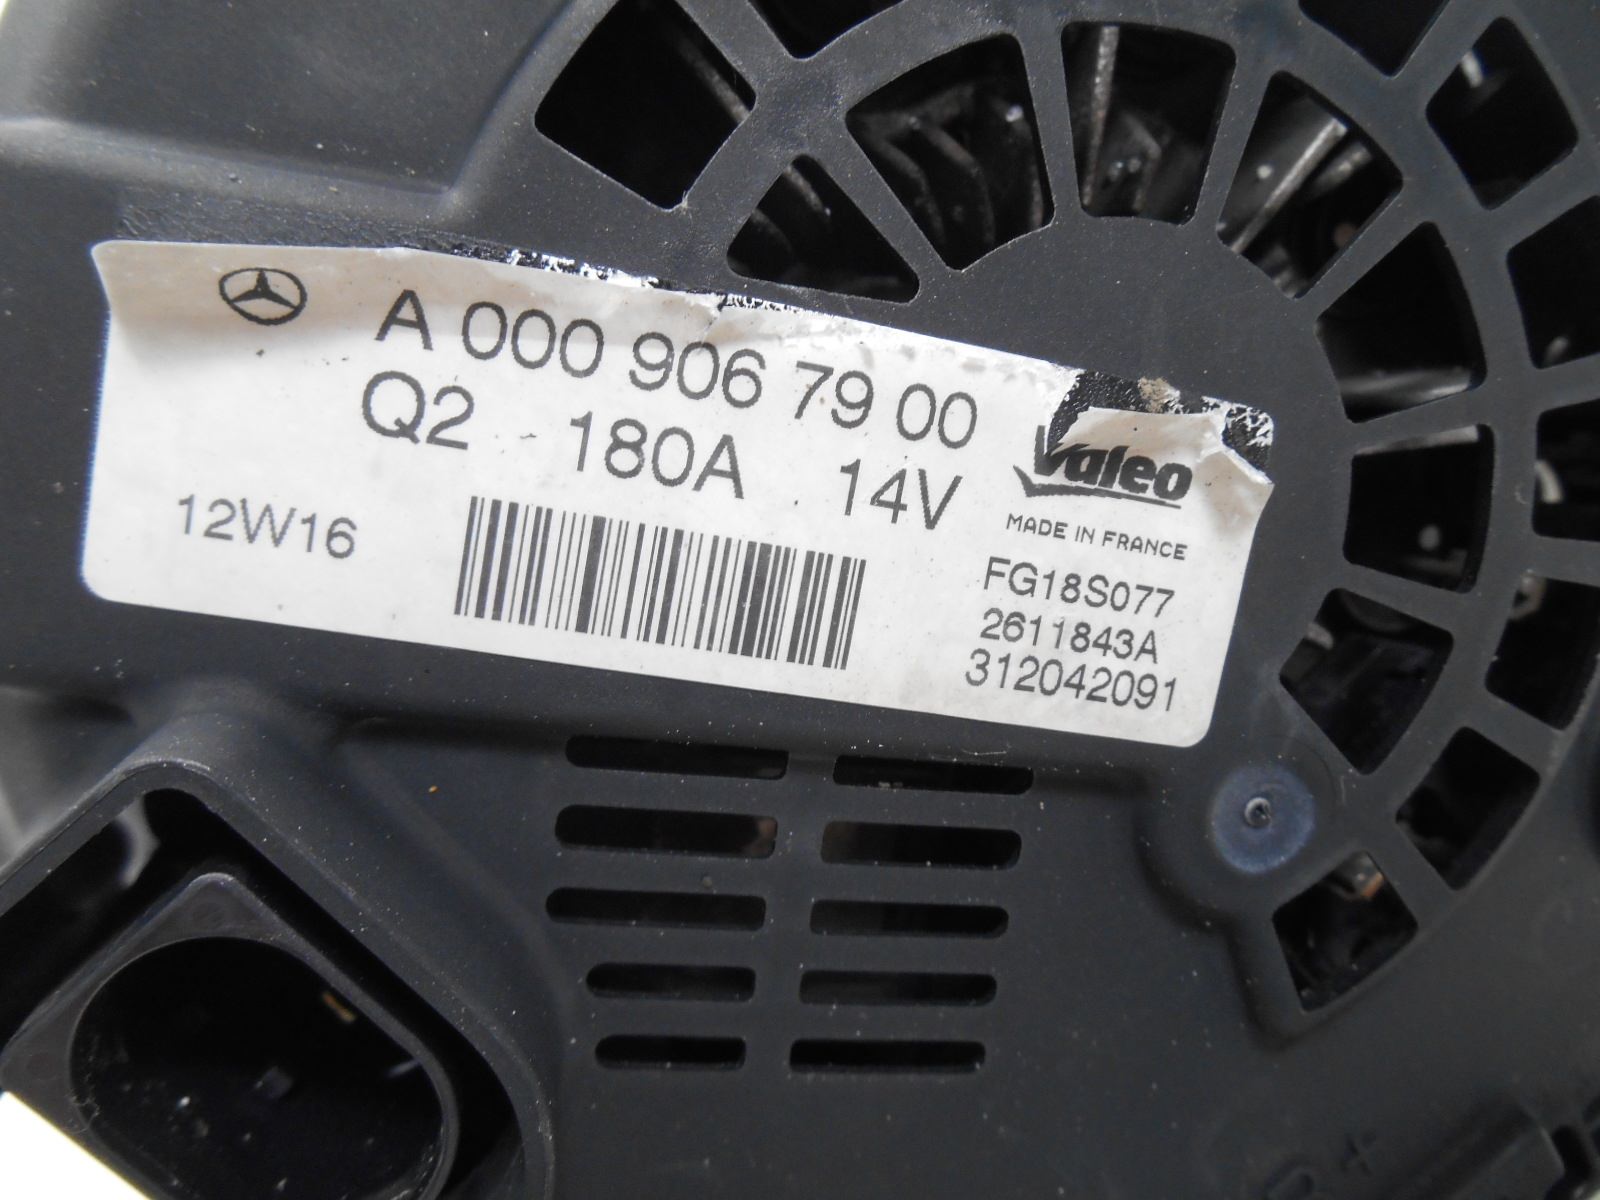 A 000 906 79 00
Q2 180A 14V
Valeo
MADE IN FRANCE
12W16
FG18S077
2611843A
312042091
+